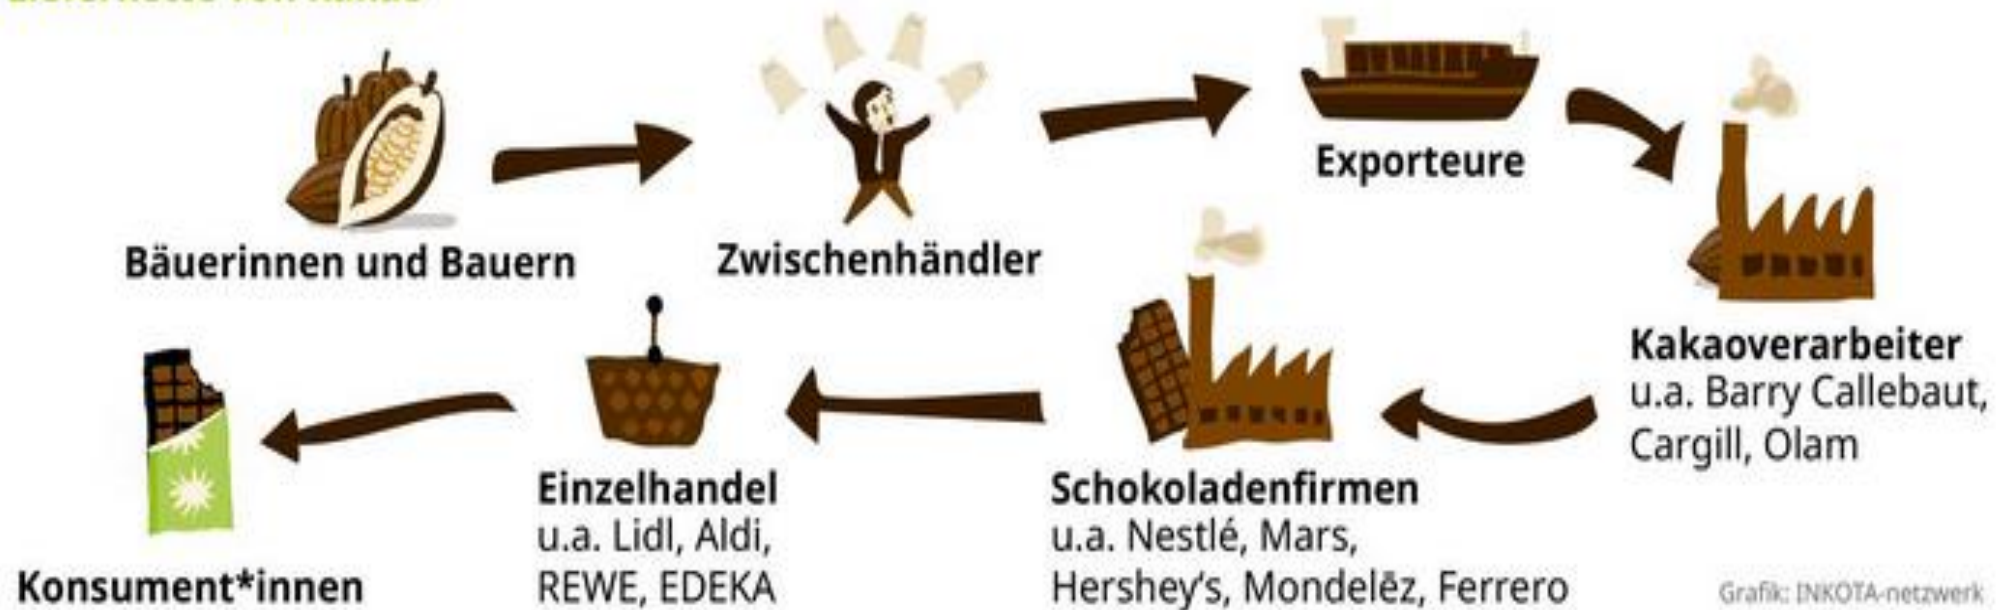 Bäuerinnen und Bauern
Zwischenhändler
Exporteure
Kakaoverarbeiter
u.a. Barry Callebaut,
Cargill, Olam
Schokoladenfirmen
u.a. Nestlé, Mars,
Hershey's, Mondelēz, Ferrero
Einzelhandel
u.a. Lidl, Aldi,
REWE, EDEKA
Konsument*innen
Grafik: INKOTA-netzwerk